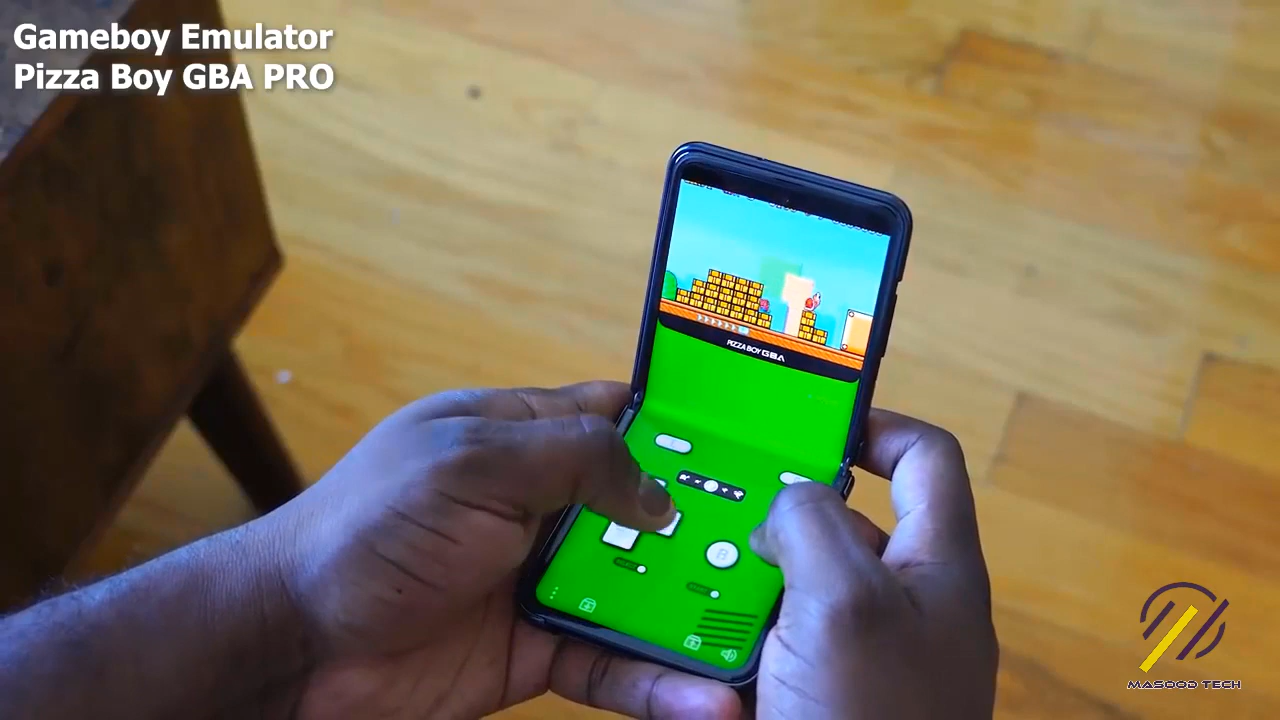 Gameboy Emulator
Pizza Boy GBA PRO
PIZZA BOY GBA
B
MASOOD TECH